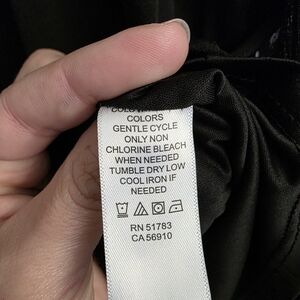 COLORS
GENTLE CYCLE
ONLY NON
CHLORINE BLEACH
WHEN NEEDED
TUMBLE DRY LOW
COOL IRON IF
NEEDED
RN 51783
CA 56910